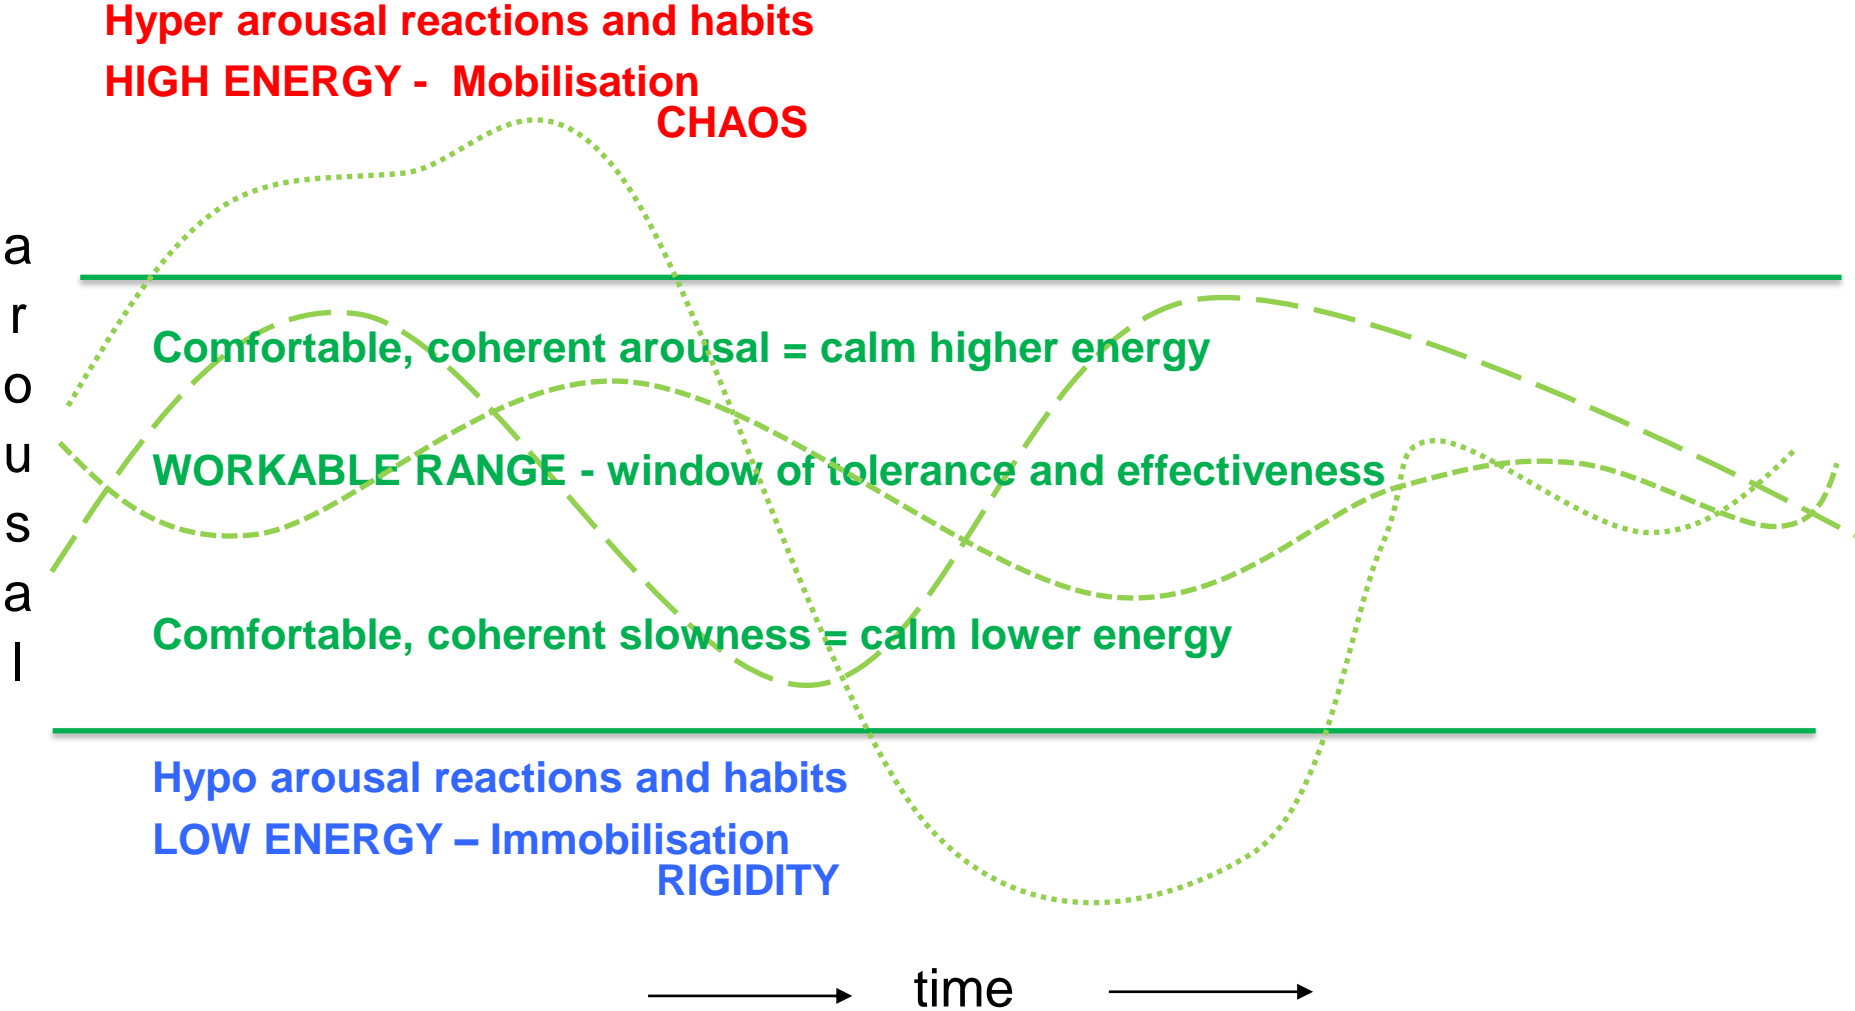 Hyper arousal reactions and habits
HIGH ENERGY - Mobilisation
CHAOS
arousal
Comfortable, coherent arousal = calm higher energy
WORKABLE RANGE - window of tolerance and effectiveness
Comfortable, coherent slowness = calm lower energy
Hypo arousal reactions and habits
LOW ENERGY – Immobilisation
RIGIDITY
time